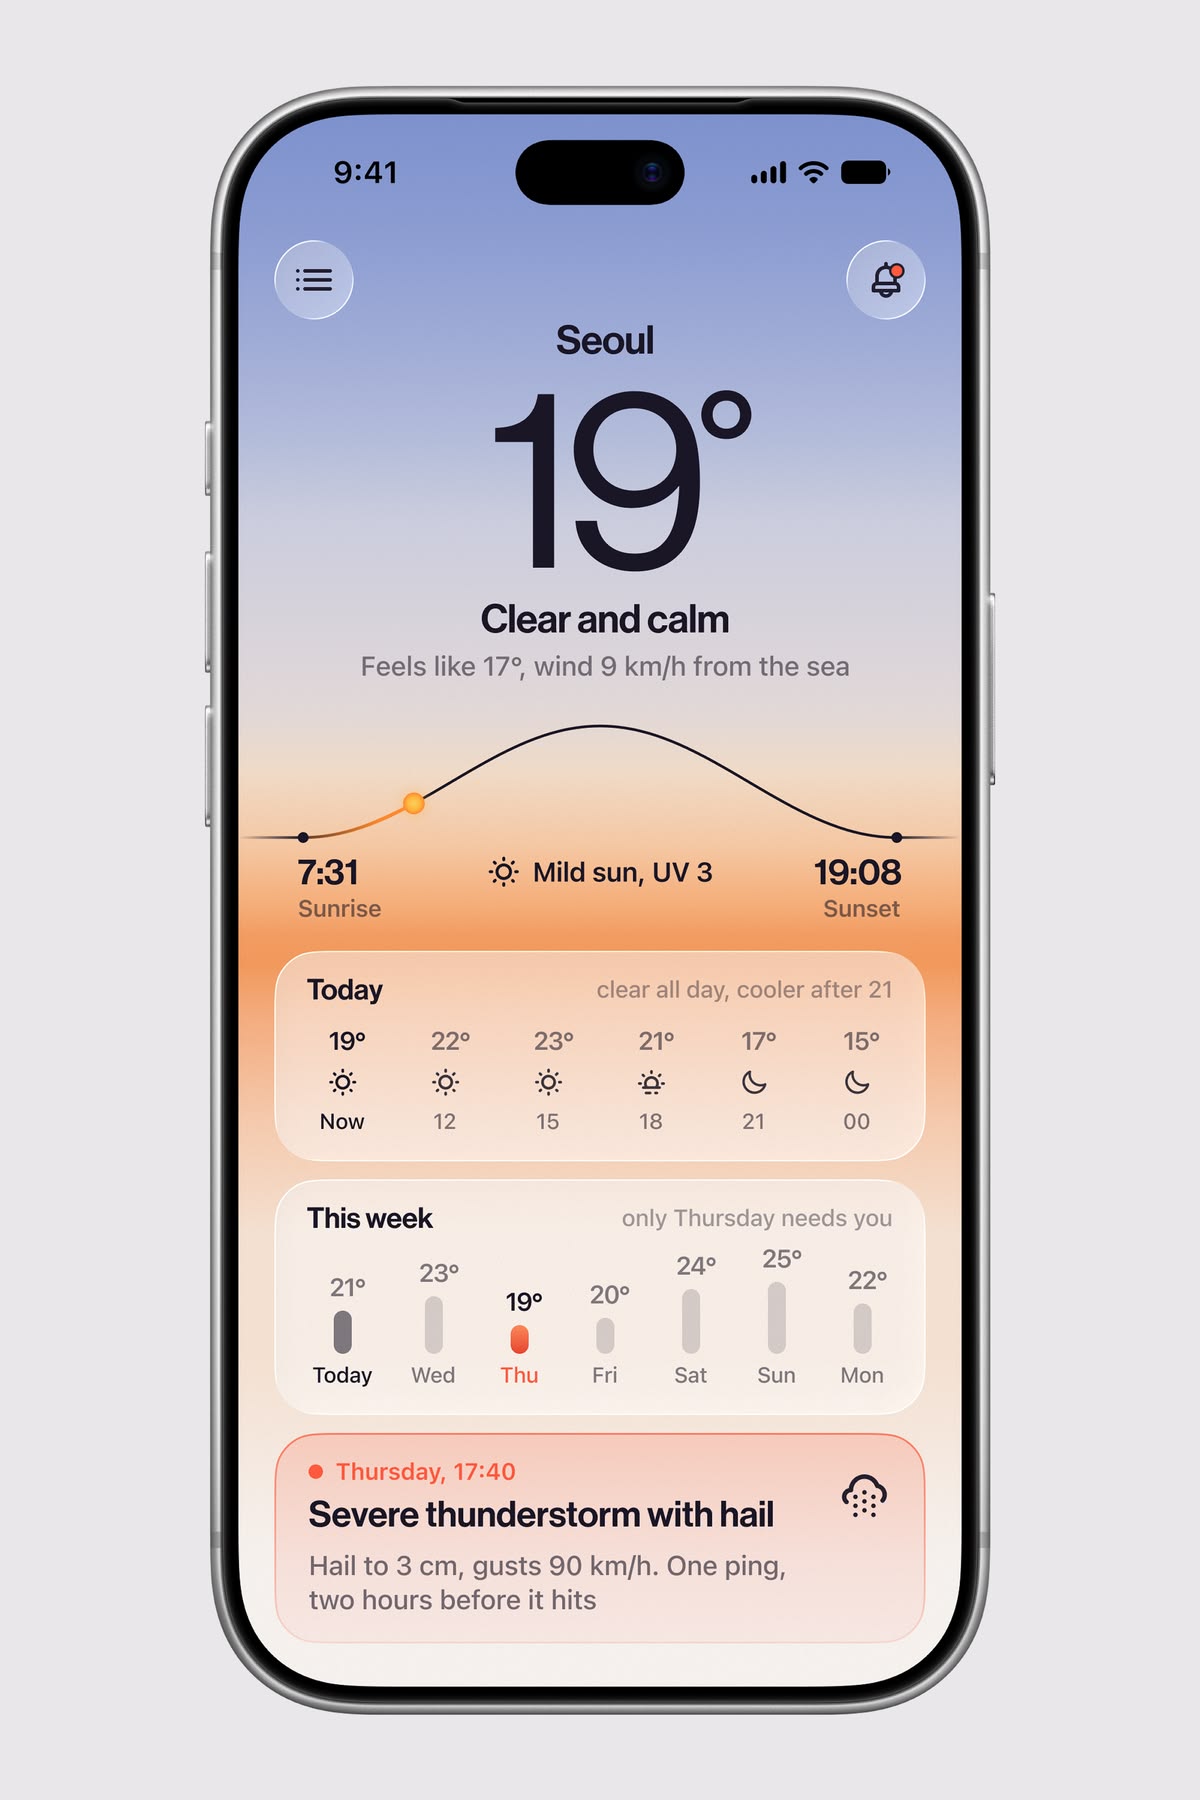 9:41
Seoul
19°
Clear and calm
Feels like 17°, wind 9 km/h from the sea
7:31
Sunrise
Mild sun, UV 3
19:08
Sunset
Today
clear all day, cooler after 21
19° 22° 23° 21° 17° 15°
Now 12 15 18 21 00
This week
only Thursday needs you
21° 23° 19° 20° 24° 25° 22°
Today Wed Thu Fri Sat Sun Mon
Thursday, 17:40
Severe thunderstorm with hail
Hail to 3 cm, gusts 90 km/h. One ping,
two hours before it hits